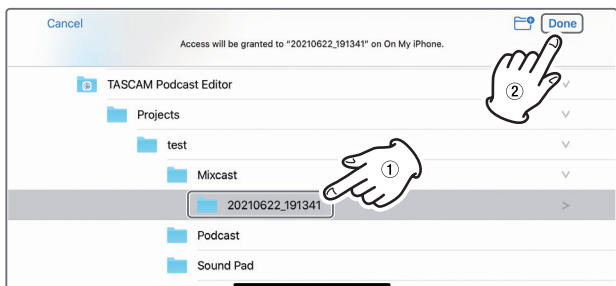 Cancel
Done
Access will be granted to “20210622_191341” on On My iPhone.
②
TASCAM Podcast Editor
Projects
test
Mixcast
①
20210622_191341
Podcast
Sound Pad